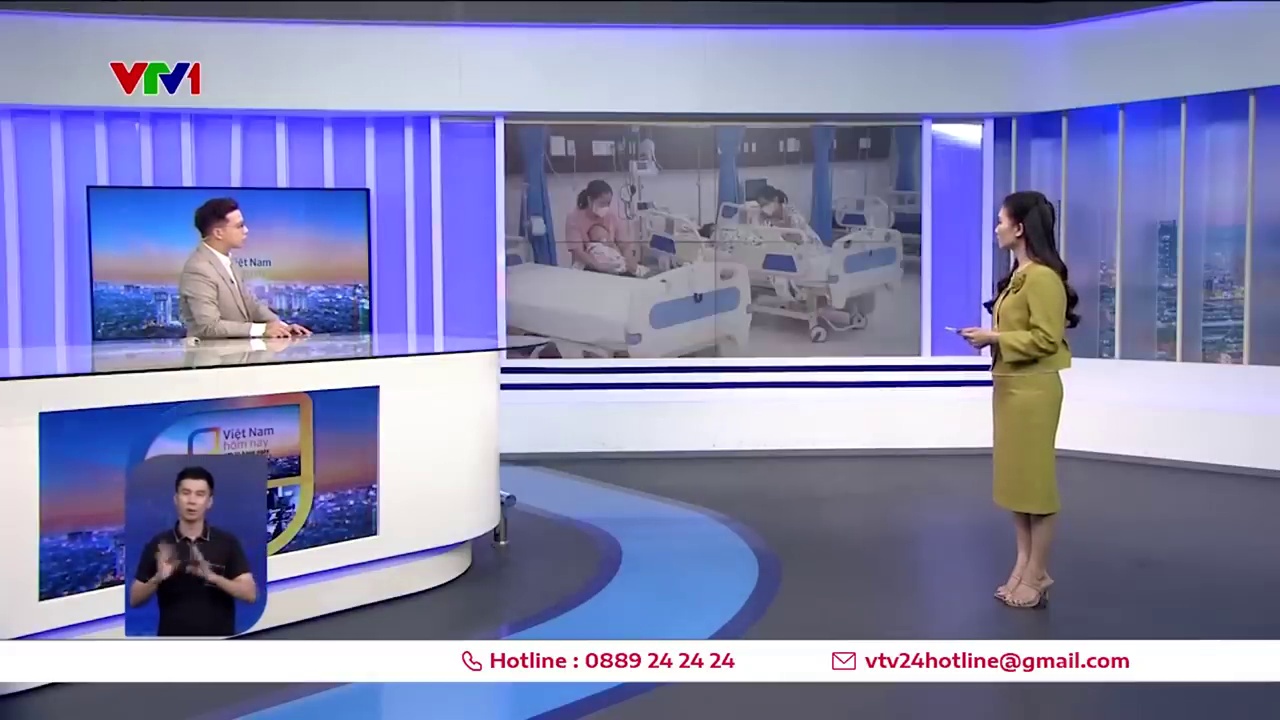 VTV1
Việt Nam
Việt Nam
hôm nay
Hotline : 0889 24 24 24
vtv24hotline@gmail.com